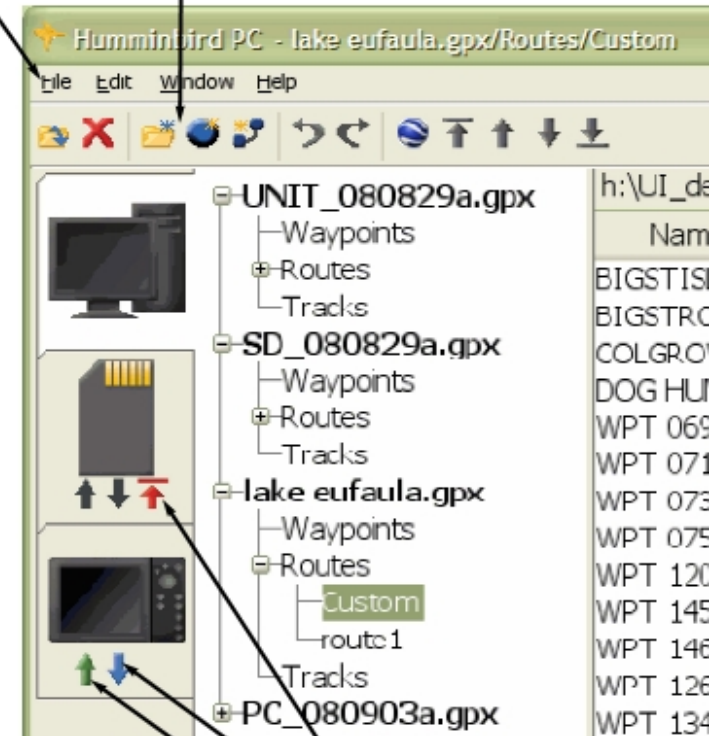 Humminbird PC - lake eufaula.gpx/Routes/Custom
File Edit Window Help
UNIT_080829a.gpx
Waypoints
Routes
Tracks
SD_080829a.gpx
Waypoints
Routes
Tracks
lake eufaula.gpx
Waypoints
Routes
Custom
route1
Tracks
PC_080903a.gpx
h:\UI_de
Nam
BIGSTIS
BIGSTRO
COLGROW
DOG HUN
WPT 069
WPT 071
WPT 073
WPT 075
WPT 120
WPT 145
WPT 146
WPT 126
WPT 134